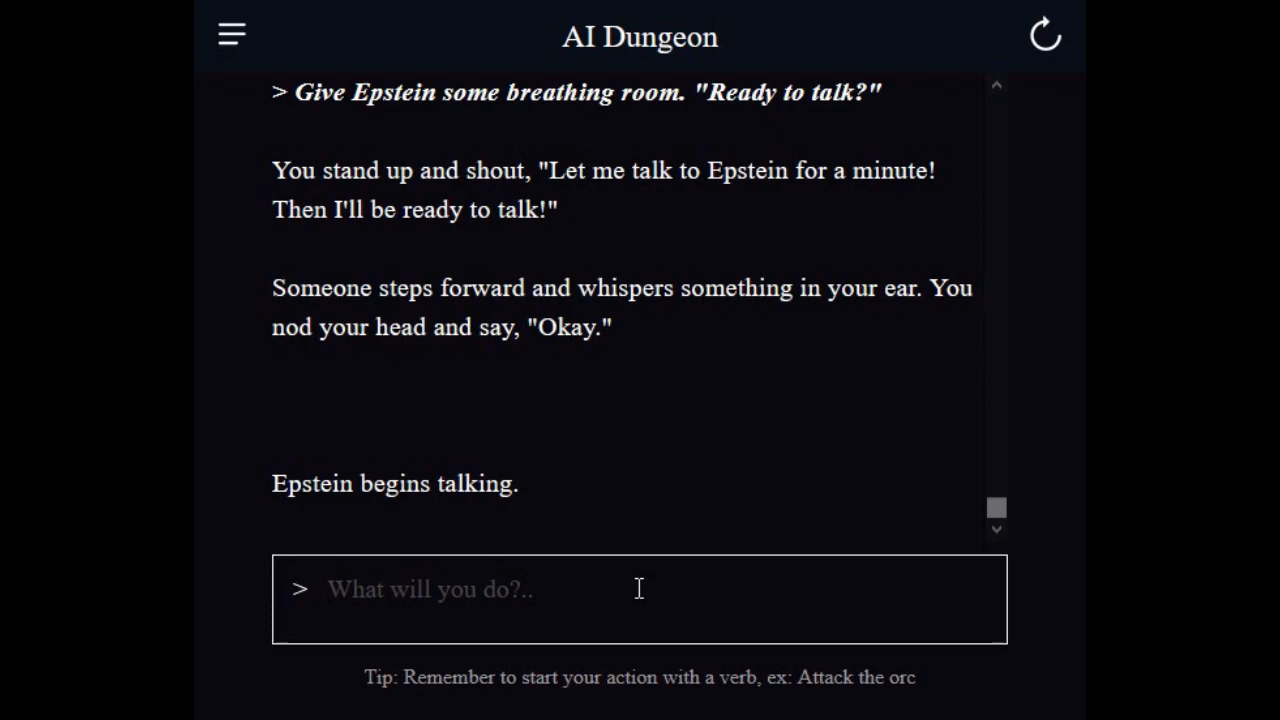 AI Dungeon
> Give Epstein some breathing room. "Ready to talk?"
You stand up and shout, "Let me talk to Epstein for a minute!
Then I'll be ready to talk!"
Someone steps forward and whispers something in your ear. You
nod your head and say, "Okay."
Epstein begins talking.
> What will you do?..
Tip: Remember to start your action with a verb, ex: Attack the orc